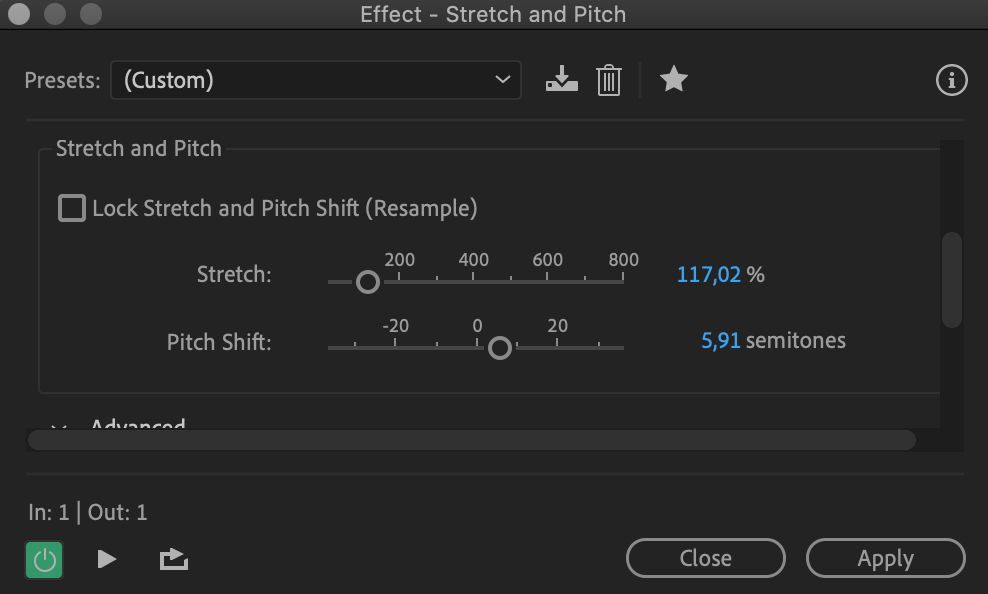 Effect - Stretch and Pitch
Presets: (Custom)
Stretch and Pitch
Lock Stretch and Pitch Shift (Resample)
200 400 600 800
Stretch: 117,02 %
-20 0 20
Pitch Shift: 5,91 semitones
Advanced
In: 1 | Out: 1
Close Apply